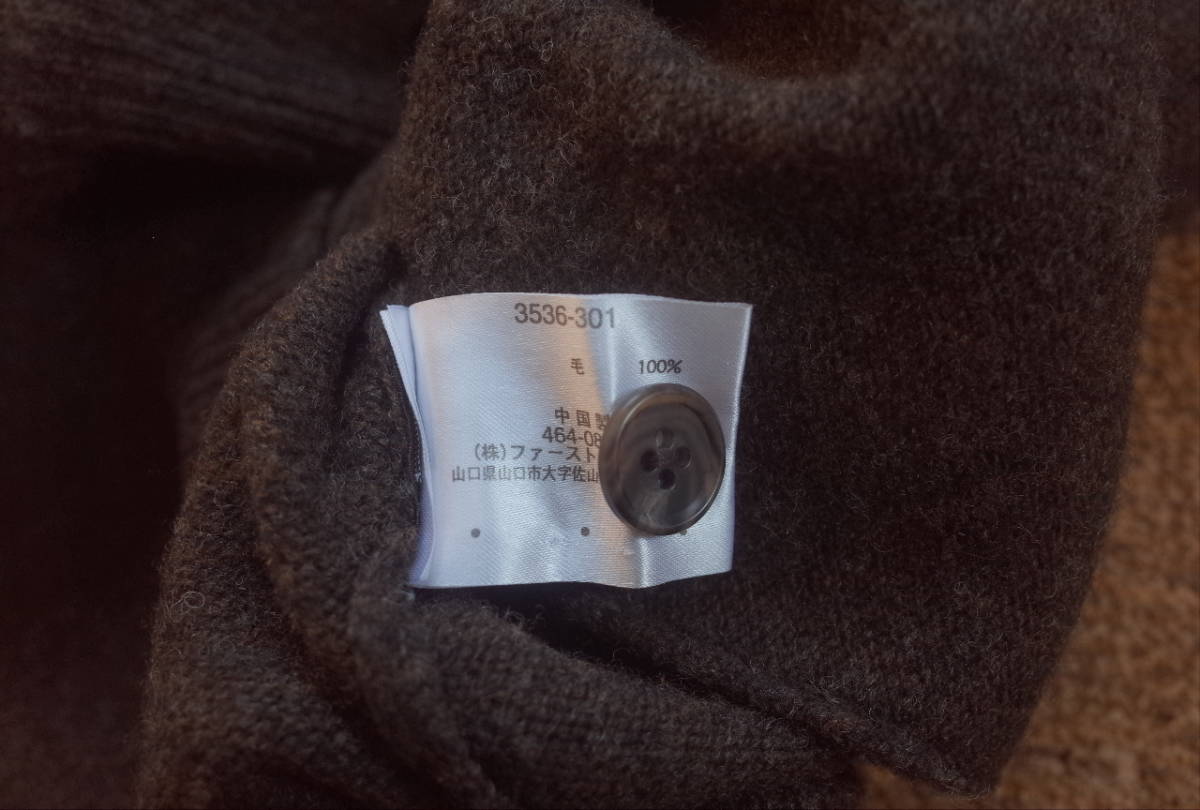 3536-301
毛 100%
中国製
464-08
(株)ファースト
山口県山口市大字佐山